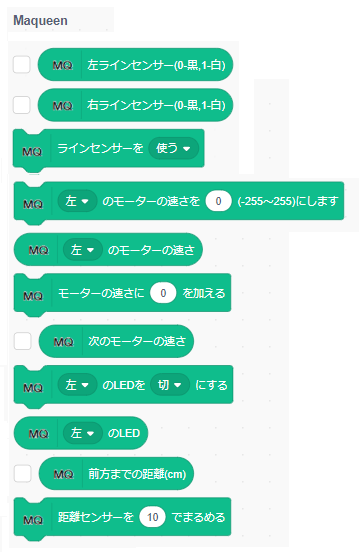 Maqueen
MQ 左ラインセンサー(0-黒,1-白)
MQ 右ラインセンサー(0-黒,1-白)
MQ ラインセンサーを 使う
MQ 左 のモーターの速さを 0 (-255～255)にします
MQ 左 のモーターの速さ
MQ モーターの速さに 0 を加える
MQ 次のモーターの速さ
MQ 左 のLEDを 切 にする
MQ 左 のLED
MQ 前方までの距離(cm)
MQ 距離センサーを 10 でまるめる